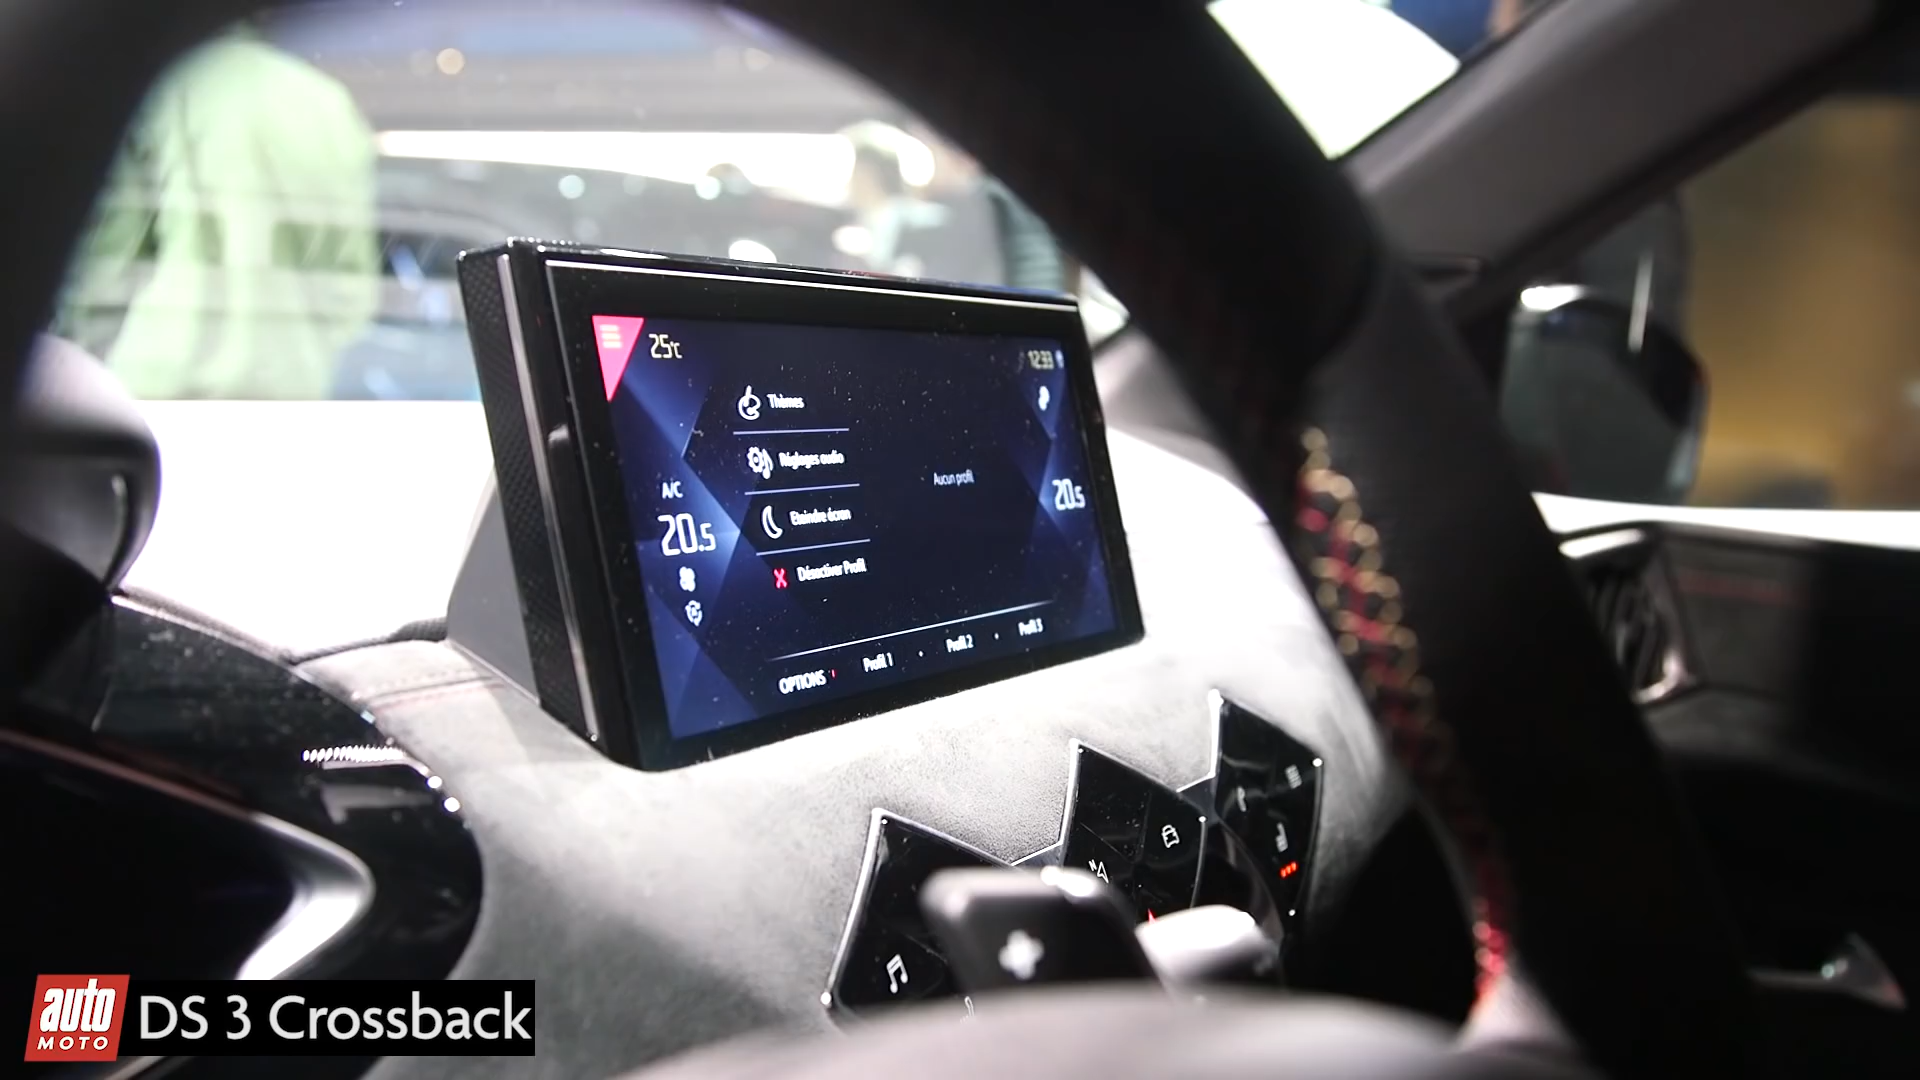 25°C
12:33
Thèmes
Réglages audio
A/C
Aucun profil
20.5
20.5
Eteindre écran
Désactiver Profil
OPTIONS
Profil 1
Profil 2
Profil 3
N
auto
MOTO
DS 3 Crossback